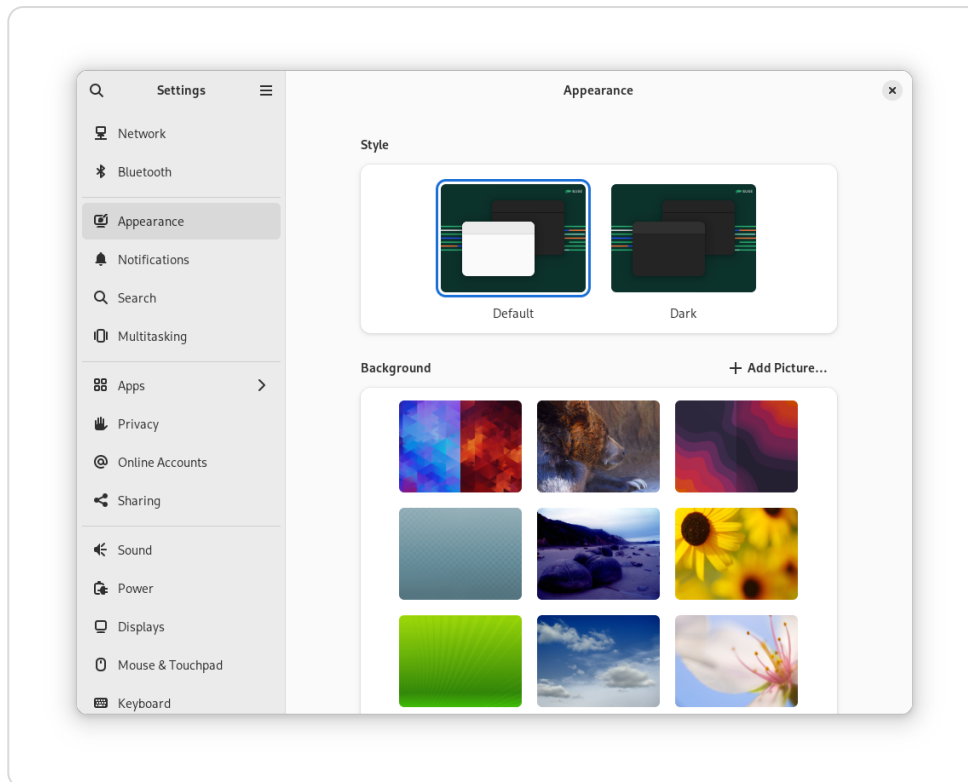 Settings
Appearance
Network
Bluetooth
Appearance
Notifications
Search
Multitasking
Apps
Privacy
Online Accounts
Sharing
Sound
Power
Displays
Mouse & Touchpad
Keyboard
Style
Default
Dark
Background
Add Picture...